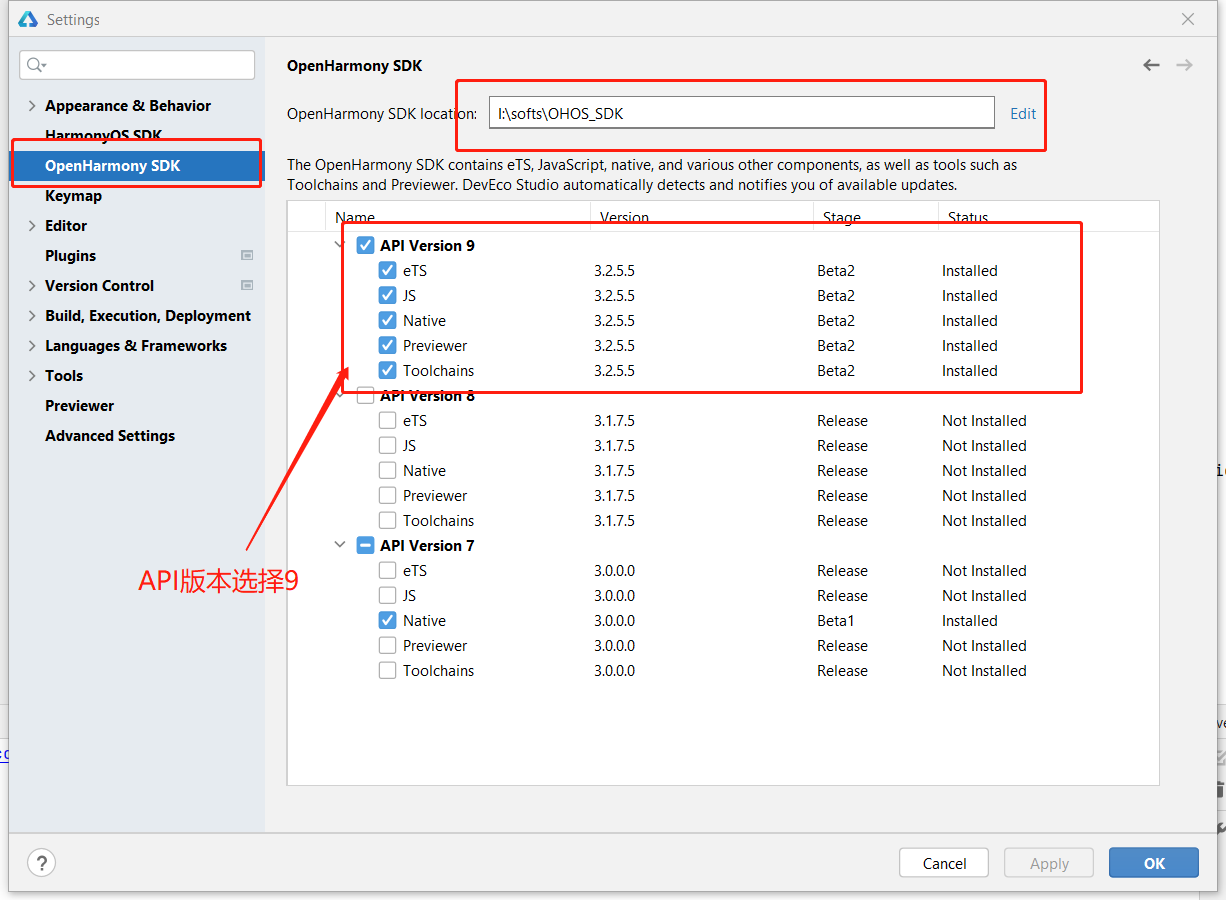 Settings
OpenHarmony SDK
OpenHarmony SDK location: I:\softs\OHOS_SDK Edit
The OpenHarmony SDK contains eTS, JavaScript, native, and various other components, as well as tools such as
Toolchains and Previewer. DevEco Studio automatically detects and notifies you of available updates.
Appearance & Behavior
HarmonyOS SDK
OpenHarmony SDK
Keymap
Editor
Plugins
Version Control
Build, Execution, Deployment
Languages & Frameworks
Tools
Previewer
Advanced Settings
Name Version Stage Status
API Version 9
eTS 3.2.5.5 Beta2 Installed
JS 3.2.5.5 Beta2 Installed
Native 3.2.5.5 Beta2 Installed
Previewer 3.2.5.5 Beta2 Installed
Toolchains 3.2.5.5 Beta2 Installed
API Version 8
eTS 3.1.7.5 Release Not Installed
JS 3.1.7.5 Release Not Installed
Native 3.1.7.5 Release Not Installed
Previewer 3.1.7.5 Release Not Installed
Toolchains 3.1.7.5 Release Not Installed
API Version 7
eTS 3.0.0.0 Release Not Installed
JS 3.0.0.0 Release Not Installed
Native 3.0.0.0 Beta1 Installed
Previewer 3.0.0.0 Release Not Installed
Toolchains 3.0.0.0 Release Not Installed
API版本选择9
? Cancel Apply OK